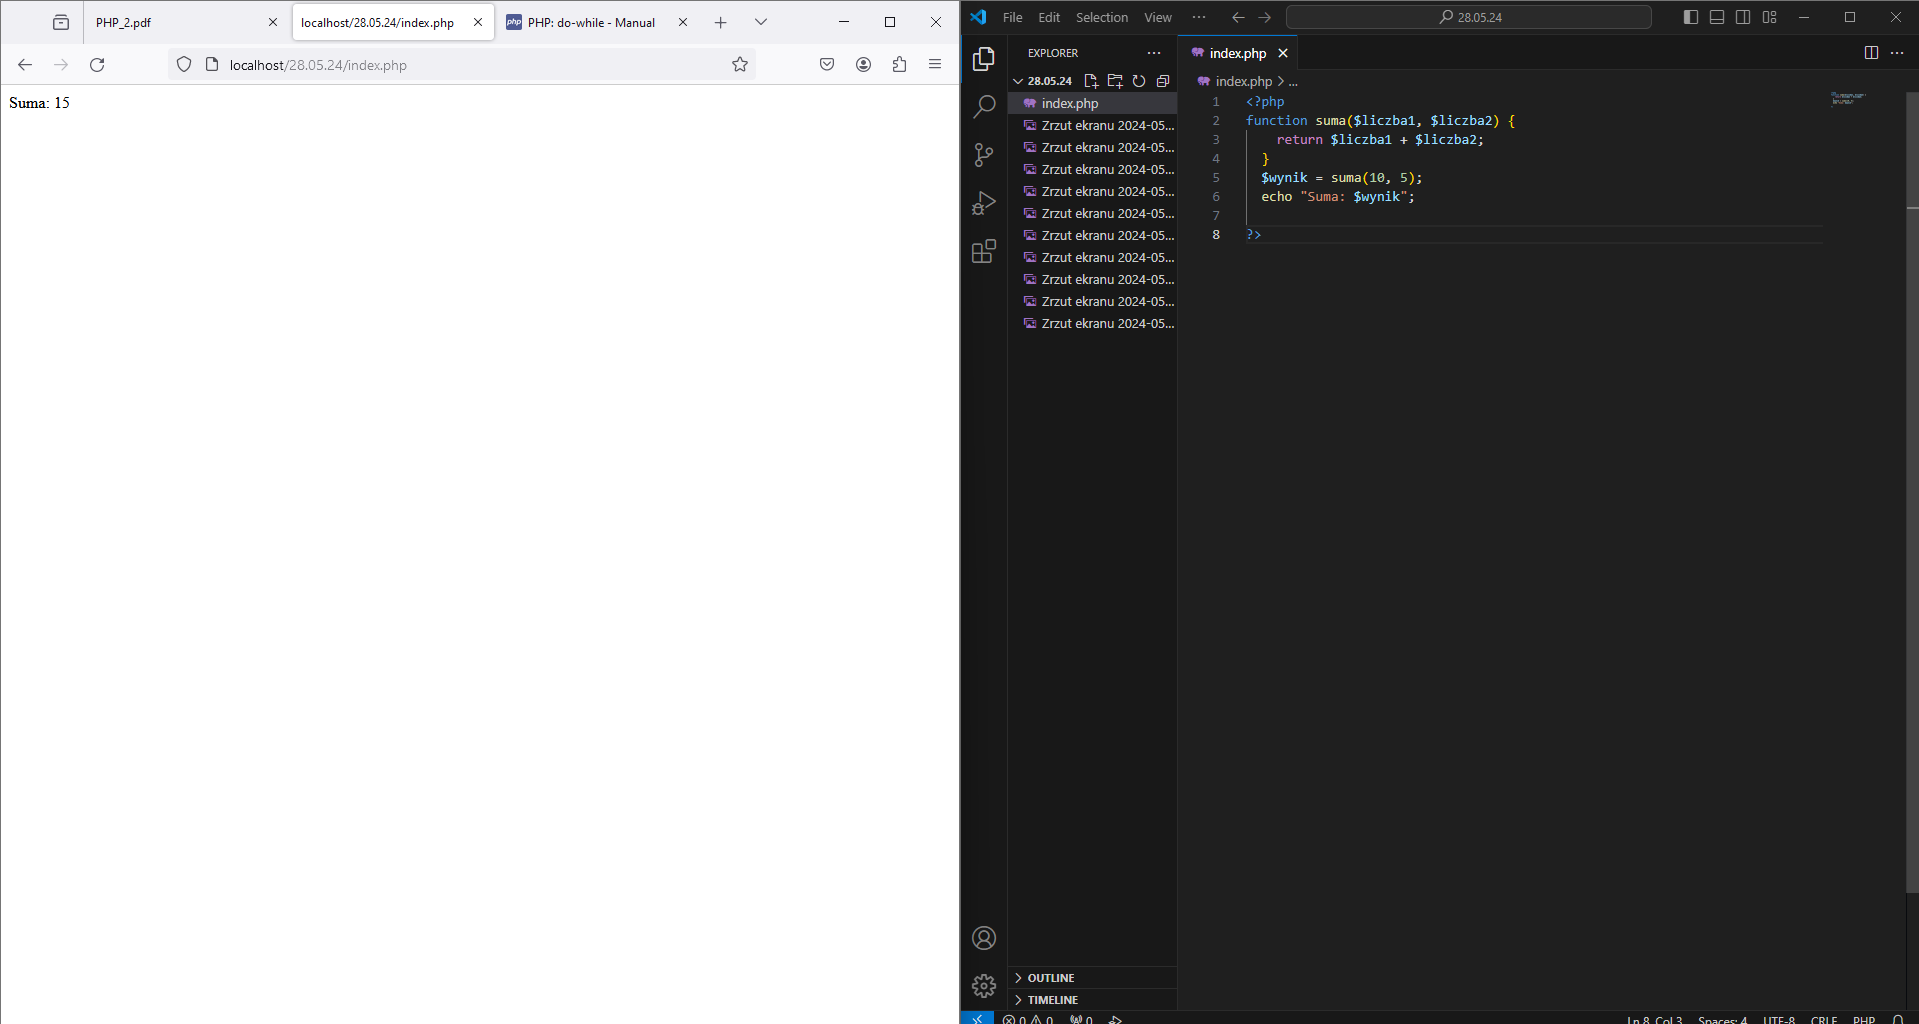 PHP_2.pdf
localhost/28.05.24/index.php
php PHP: do-while - Manual
localhost/28.05.24/index.php
Suma: 15
File Edit Selection View ...
28.05.24
EXPLORER
28.05.24
index.php
Zrzut ekranu 2024-05...
Zrzut ekranu 2024-05...
Zrzut ekranu 2024-05...
Zrzut ekranu 2024-05...
Zrzut ekranu 2024-05...
Zrzut ekranu 2024-05...
Zrzut ekranu 2024-05...
Zrzut ekranu 2024-05...
Zrzut ekranu 2024-05...
Zrzut ekranu 2024-05...
OUTLINE
TIMELINE
index.php
index.php > ...
1 <?php
2 function suma($liczba1, $liczba2) {
3 return $liczba1 + $liczba2;
4 }
5 $wynik = suma(10, 5);
6 echo "Suma: $wynik";
7
8 ?>
0 0 0
Ln 8, Col 3 Spaces: 4 UTF-8 CRLF PHP